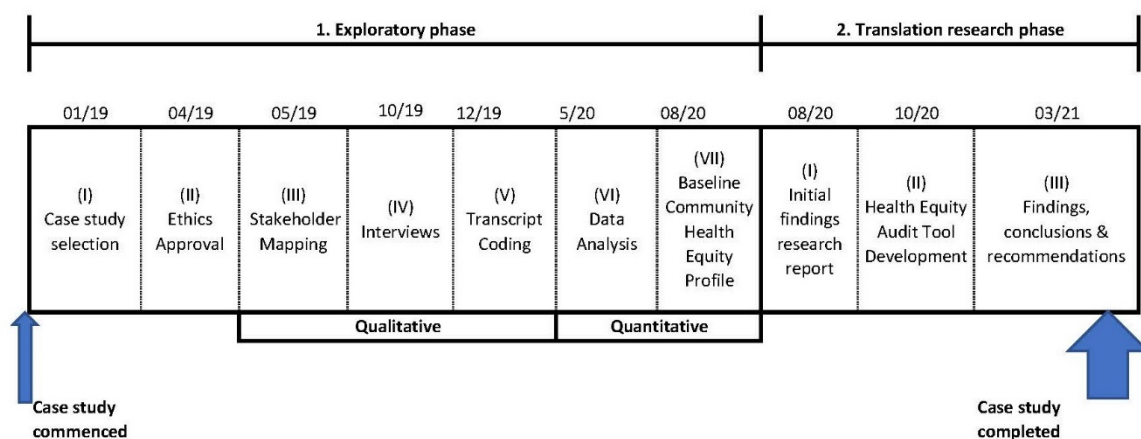 1. Exploratory phase
2. Translation research phase
01/19
04/19
05/19
10/19
12/19
5/20
08/20
08/20
10/20
03/21
(I)
Case study
selection
(II)
Ethics
Approval
(III)
Stakeholder
Mapping
(IV)
Interviews
(V)
Transcript
Coding
(VI)
Data
Analysis
(VII)
Baseline
Community
Health
Equity
Profile
(I)
Initial
findings
research
report
(II)
Health Equity
Audit Tool
Development
(III)
Findings,
conclusions &
recommendations
Qualitative
Quantitative
Case study
commenced
Case study
completed